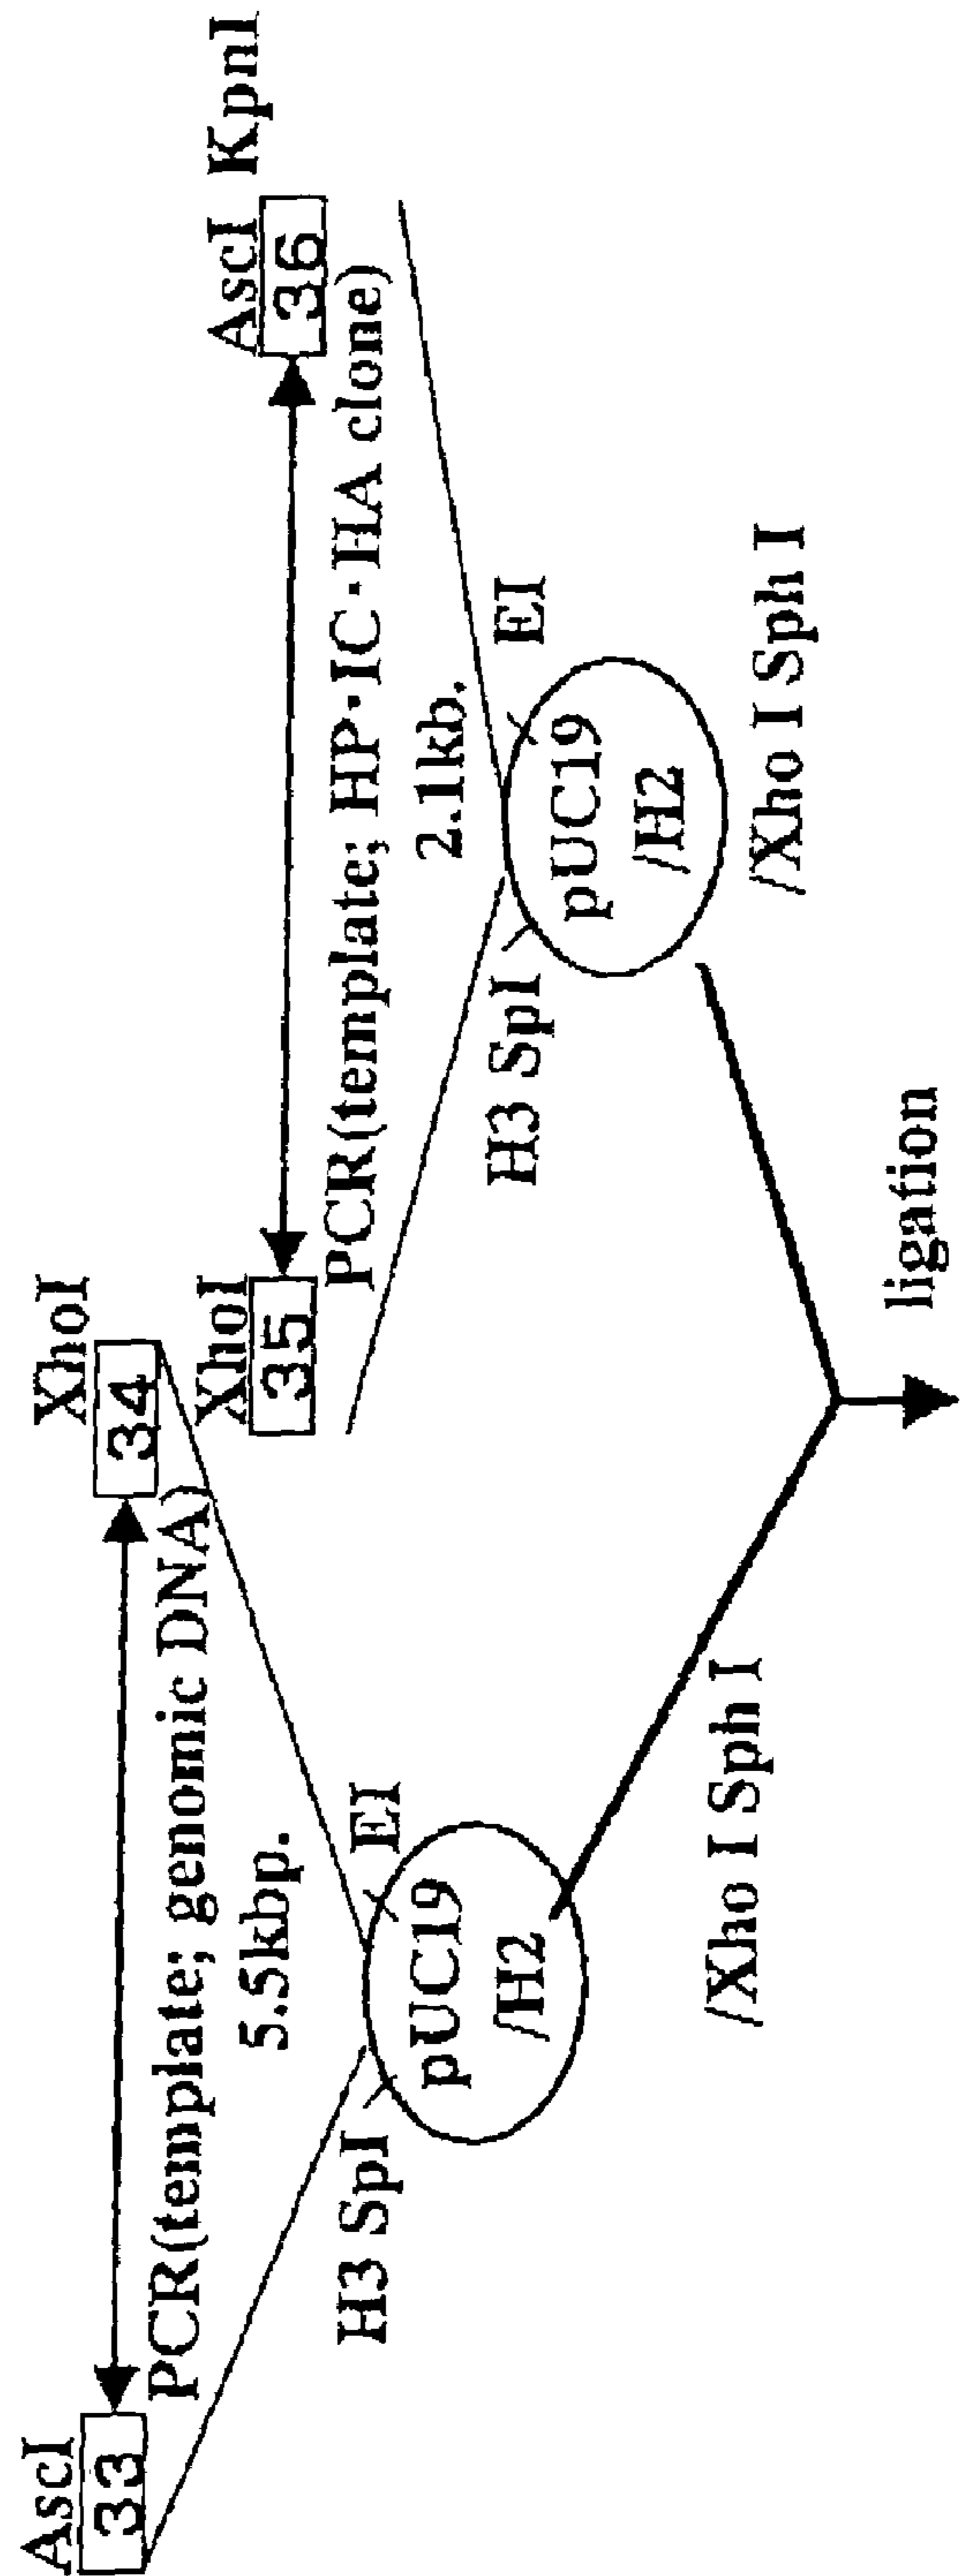 AscI
33
XhoI
34
PCR(template; genomic DNA)
5.5kbp.
XhoI
35
AscI KpnI
36
PCR(template; HP·IC·HA clone)
2.1kb.
H3 SpI
EI
pUC19
/H2
H3 SpI
EI
pUC19
/H2
/Xho I Sph I
/Xho I Sph I
ligation